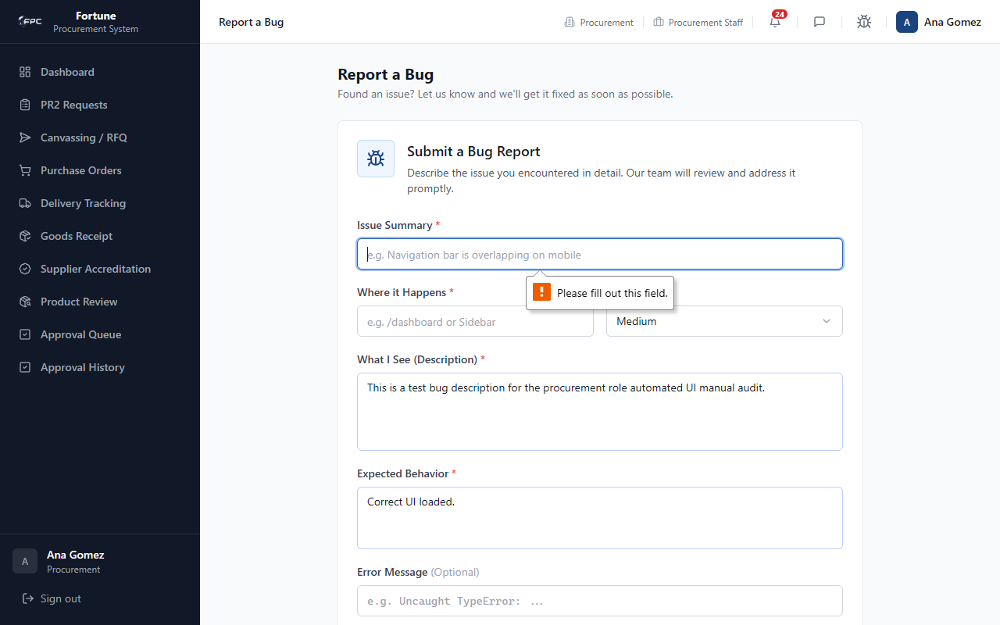 FPC
Fortune
Procurement System
Dashboard
PR2 Requests
Canvassing / RFQ
Purchase Orders
Delivery Tracking
Goods Receipt
Supplier Accreditation
Product Review
Approval Queue
Approval History
A
Ana Gomez
Procurement
Sign out
Report a Bug
Procurement
Procurement Staff
24
A
Ana Gomez
Report a Bug
Found an issue? Let us know and we'll get it fixed as soon as possible.
Submit a Bug Report
Describe the issue you encountered in detail. Our team will review and address it
promptly.
Issue Summary *
e.g. Navigation bar is overlapping on mobile
Please fill out this field.
Where it Happens *
e.g. /dashboard or Sidebar
Medium
What I See (Description) *
This is a test bug description for the procurement role automated UI manual audit.
Expected Behavior *
Correct UI loaded.
Error Message (Optional)
e.g. Uncaught TypeError: ...